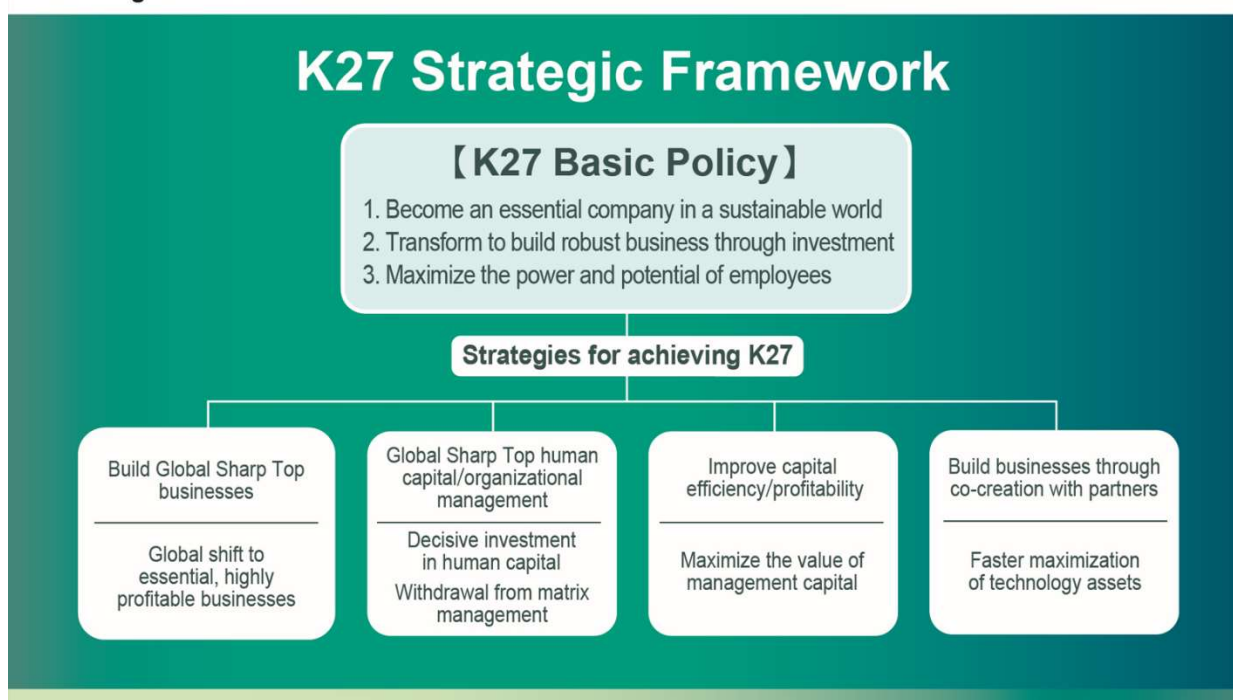 K27 Strategic Framework
【K27 Basic Policy】
1. Become an essential company in a sustainable world
2. Transform to build robust business through investment
3. Maximize the power and potential of employees
Strategies for achieving K27
Build Global Sharp Top
businesses
Global shift to
essential, highly
profitable businesses
Global Sharp Top human
capital/organizational
management
Decisive investment
in human capital
Withdrawal from matrix
management
Improve capital
efficiency/profitability
Maximize the value of
management capital
Build businesses through
co-creation with partners
Faster maximization
of technology assets